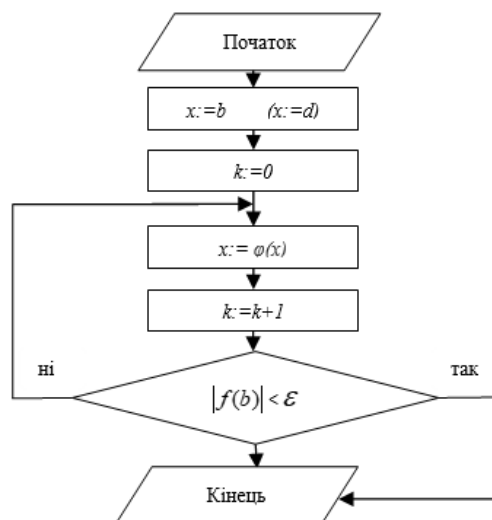 Початок
x:=b (x:=d)
k:=0
x:= φ(x)
k:=k+1
ні
так
|f(b)| < ε
Кінець